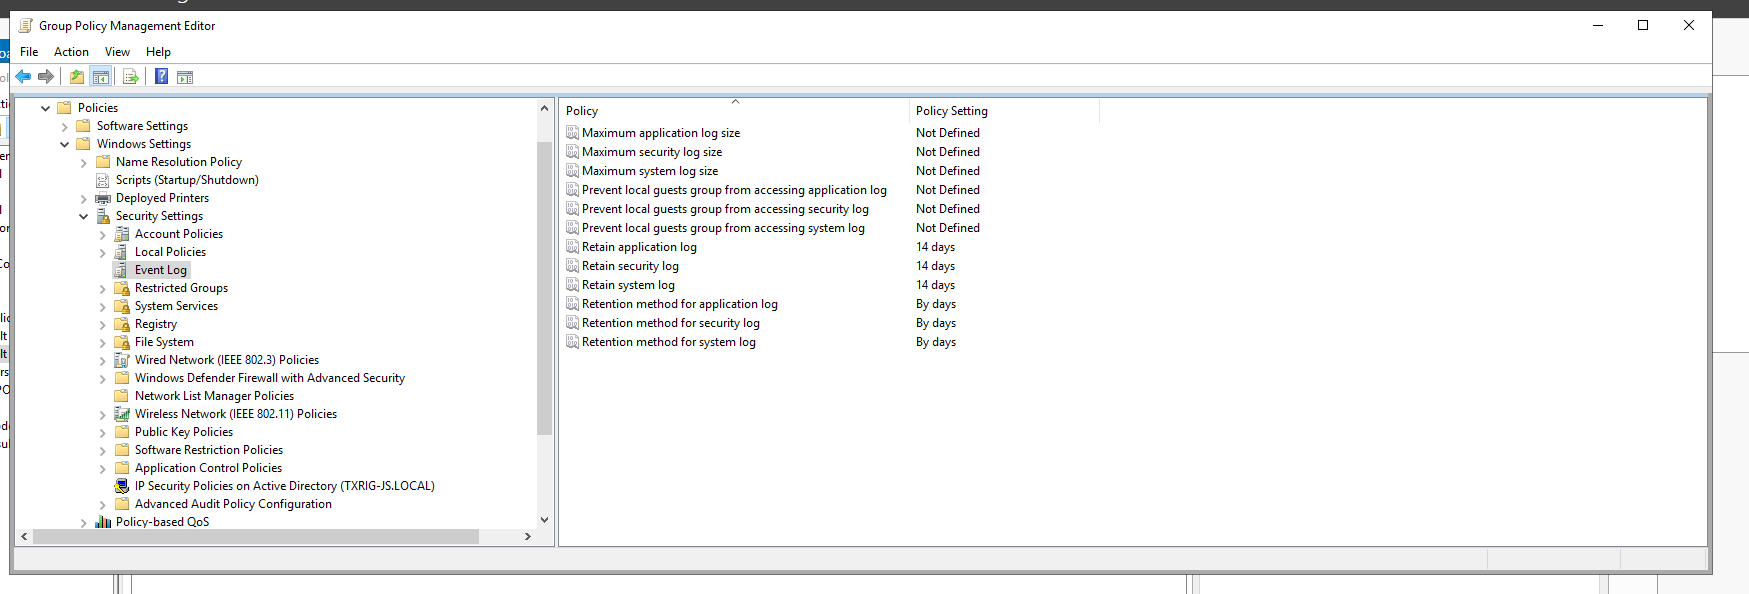 Group Policy Management Editor
File Action View Help
Policies
Software Settings
Windows Settings
Name Resolution Policy
Scripts (Startup/Shutdown)
Deployed Printers
Security Settings
Account Policies
Local Policies
Event Log
Restricted Groups
System Services
Registry
File System
Wired Network (IEEE 802.3) Policies
Windows Defender Firewall with Advanced Security
Network List Manager Policies
Wireless Network (IEEE 802.11) Policies
Public Key Policies
Software Restriction Policies
Application Control Policies
IP Security Policies on Active Directory (TXRIG-JS.LOCAL)
Advanced Audit Policy Configuration
Policy-based QoS
Policy Policy Setting
Maximum application log size Not Defined
Maximum security log size Not Defined
Maximum system log size Not Defined
Prevent local guests group from accessing application log Not Defined
Prevent local guests group from accessing security log Not Defined
Prevent local guests group from accessing system log Not Defined
Retain application log 14 days
Retain security log 14 days
Retain system log 14 days
Retention method for application log By days
Retention method for security log By days
Retention method for system log By days